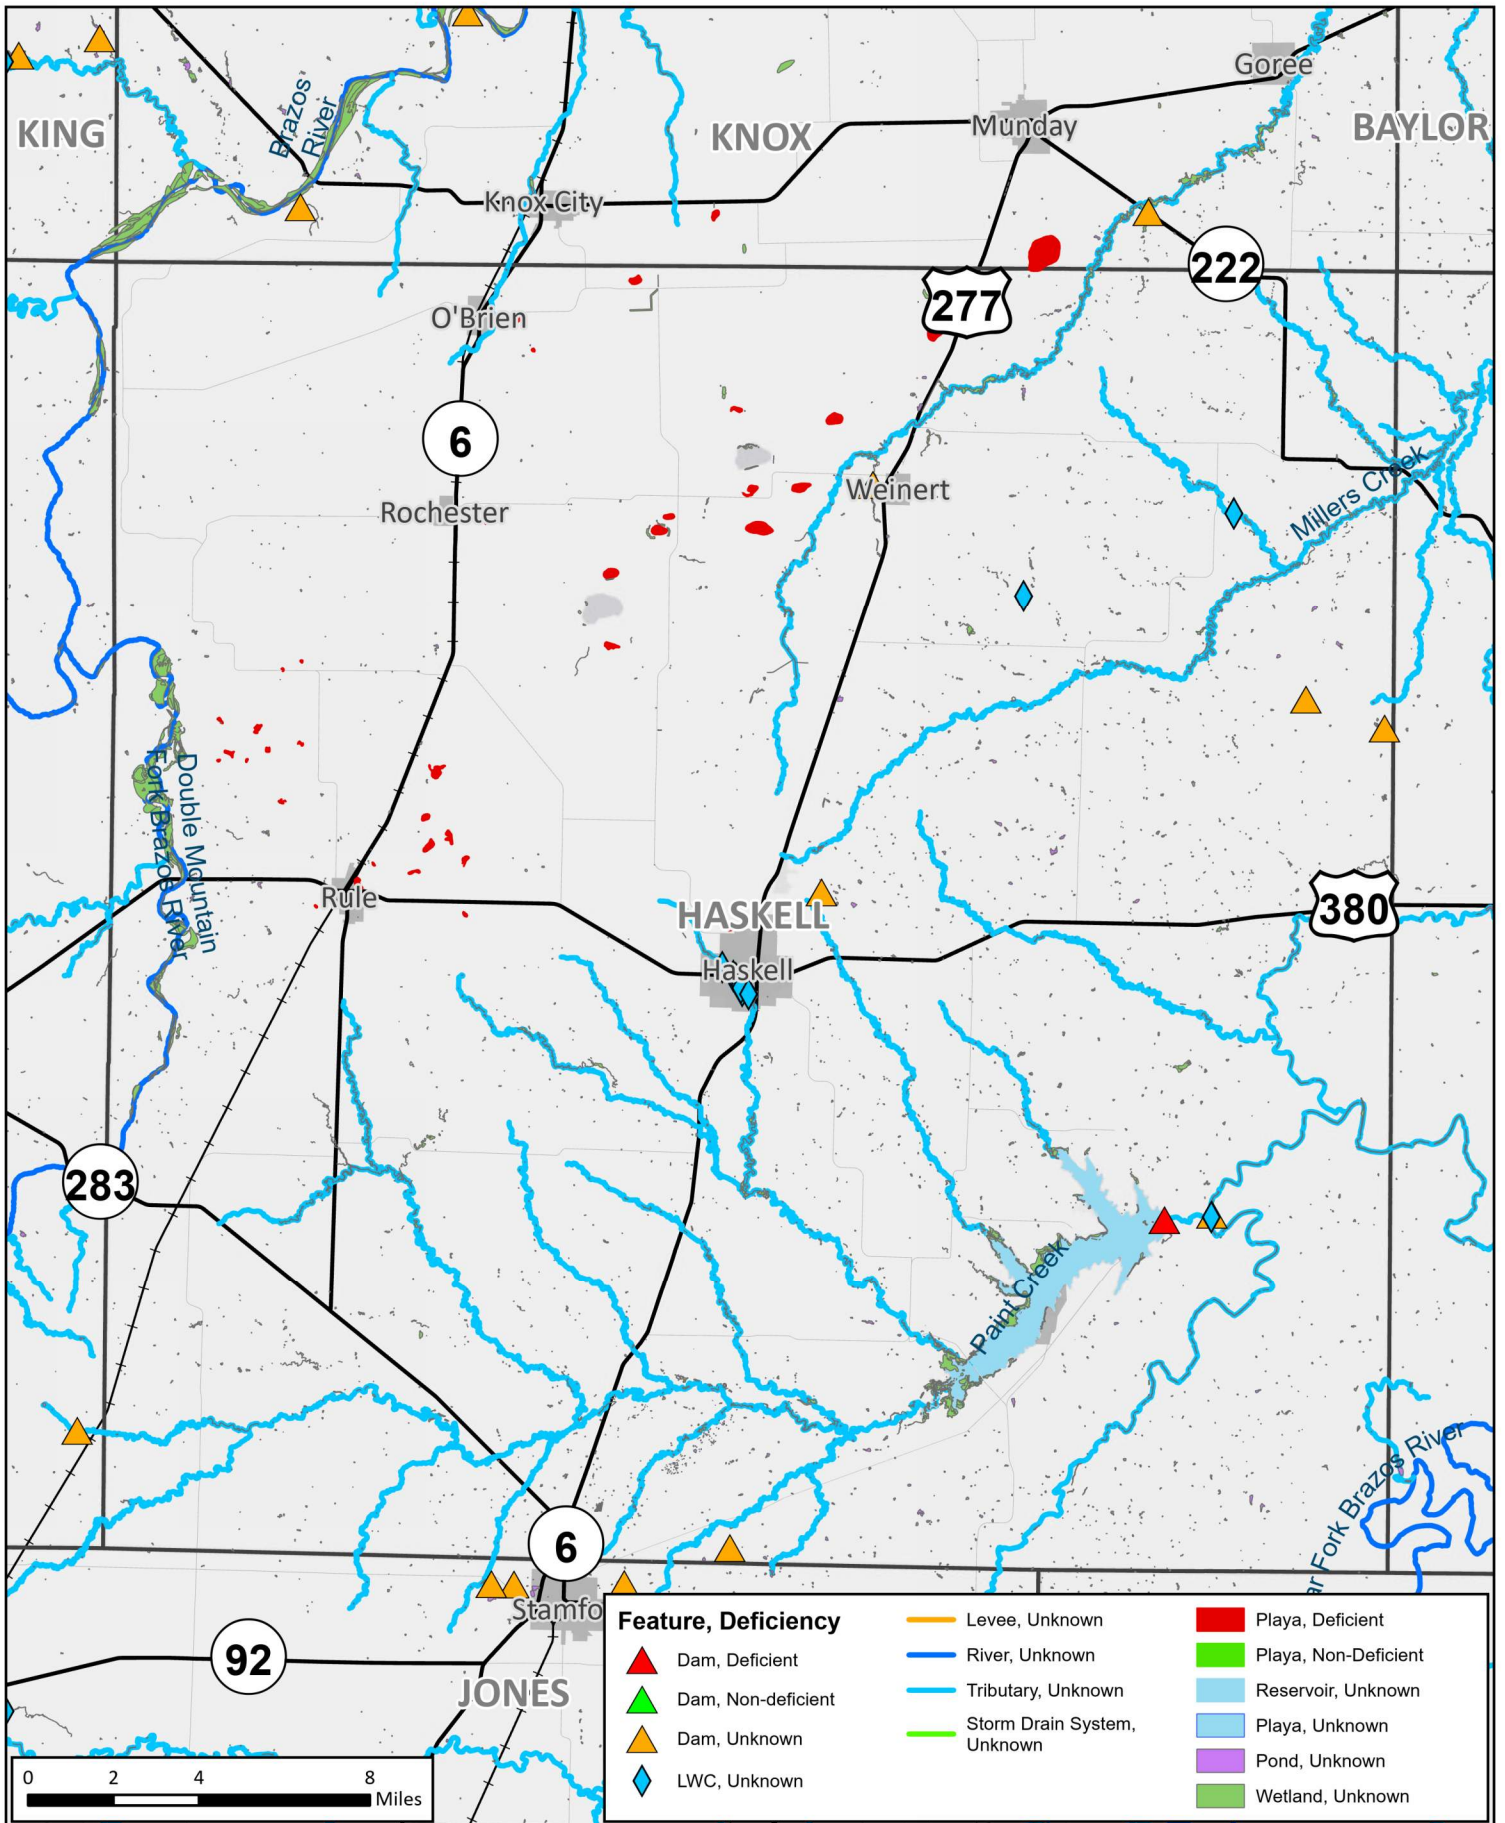 Goree
KING
Brazos
River
KNOX
Munday
BAYLOR
Knox City
222
277
O'Brien
6
Weinert
Rochester
Millers Creek
Double Mountain
Fork Brazos River
Rule
HASKELL
380
Haskell
283
Paint Creek
ar Fork Brazos River
6
Stamfo
92
JONES
Feature, Deficiency
Dam, Deficient
Dam, Non-deficient
Dam, Unknown
LWC, Unknown
Levee, Unknown
River, Unknown
Tributary, Unknown
Storm Drain System,
Unknown
Playa, Deficient
Playa, Non-Deficient
Reservoir, Unknown
Playa, Unknown
Pond, Unknown
Wetland, Unknown
0 2 4 8
Miles